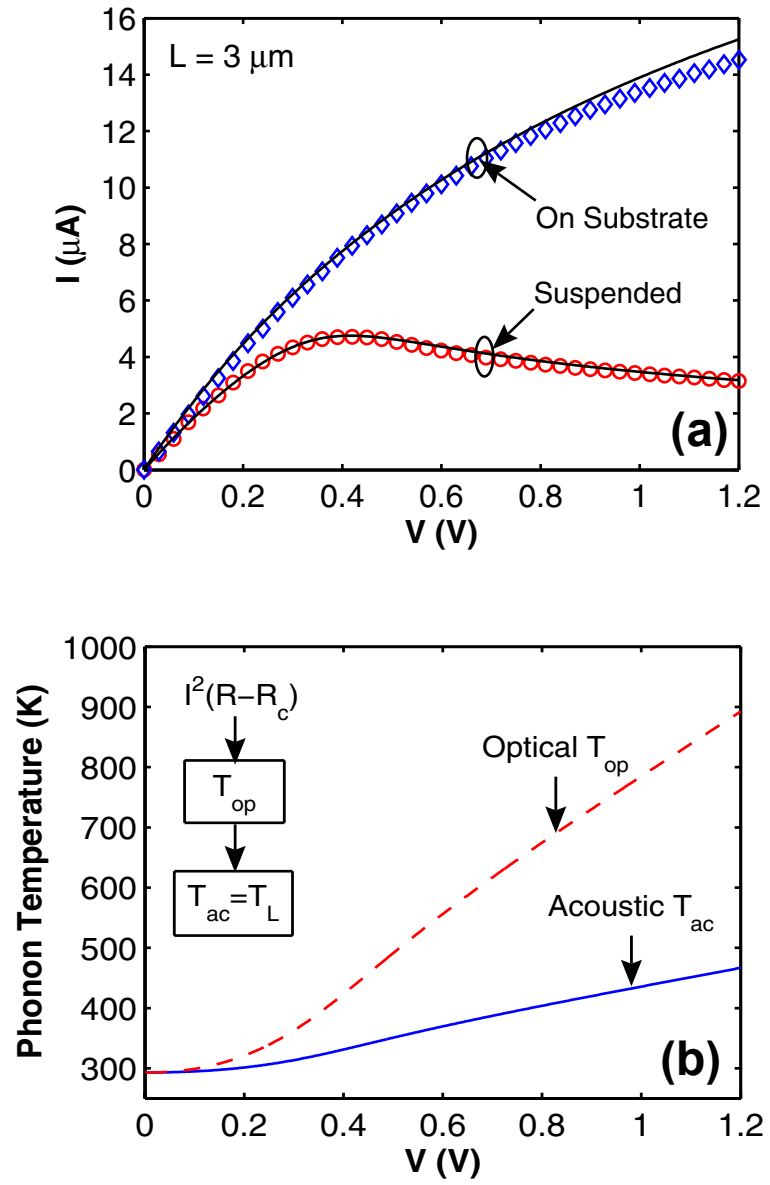 16
14
12
10
8
6
4
2
0
I (μA)
L = 3 μm
On Substrate
Suspended
(a)
0 0.2 0.4 0.6 0.8 1 1.2
V (V)
1000
900
800
700
600
500
400
300
Phonon Temperature (K)
I²(R−R_c)
T_op
T_ac=T_L
Optical T_op
Acoustic T_ac
(b)
0 0.2 0.4 0.6 0.8 1 1.2
V (V)